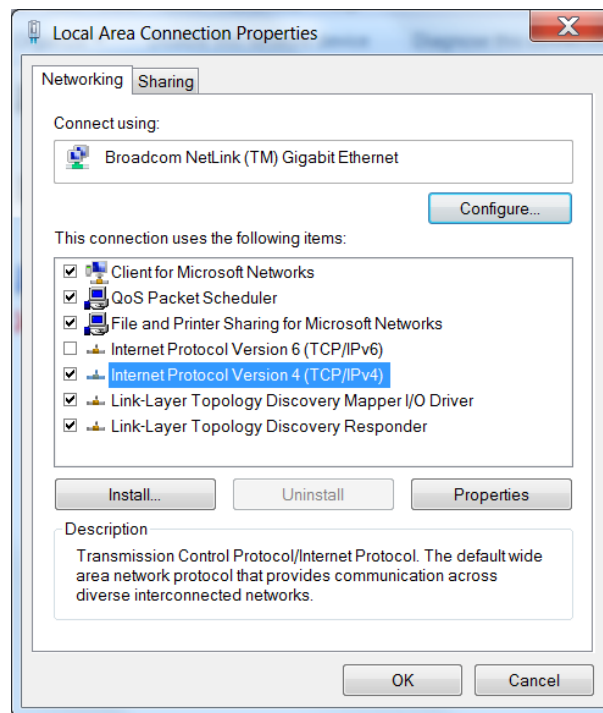 Local Area Connection Properties
Networking
Sharing
Connect using:
Broadcom NetLink (TM) Gigabit Ethernet
Configure...
This connection uses the following items:
Client for Microsoft Networks
QoS Packet Scheduler
File and Printer Sharing for Microsoft Networks
Internet Protocol Version 6 (TCP/IPv6)
Internet Protocol Version 4 (TCP/IPv4)
Link-Layer Topology Discovery Mapper I/O Driver
Link-Layer Topology Discovery Responder
Install...
Uninstall
Properties
Description
Transmission Control Protocol/Internet Protocol. The default wide
area network protocol that provides communication across
diverse interconnected networks.
OK
Cancel